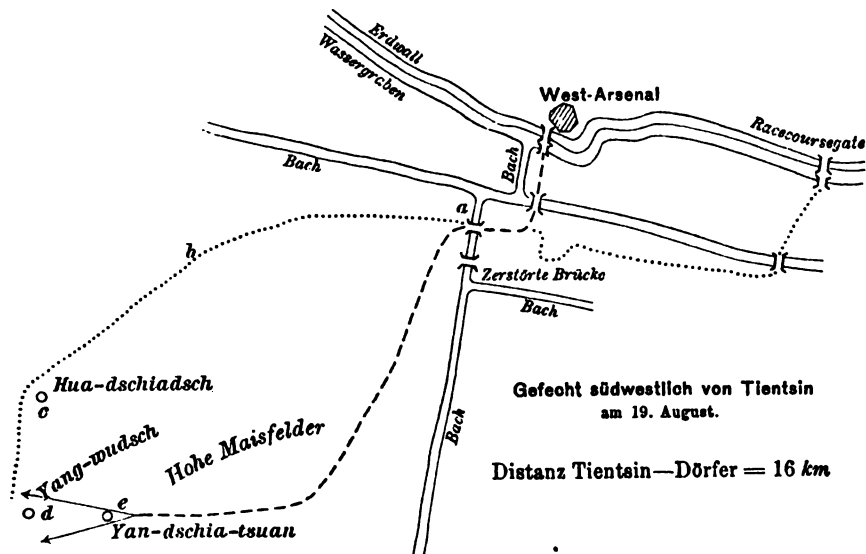 Erdwall
Wassergraben
West-Arsenal
Racecoursegate
Bach
Bach
a
h
Zerstörte Brücke
Bach
Hua-dschiadsch
c
Gefecht südwestlich von Tientsin
am 19. August.
Yang-wudsch
Hohe Maisfelder
Bach
Distanz Tientsin—Dörfer = 16 km
d
e
Yan-dschia-tsuan